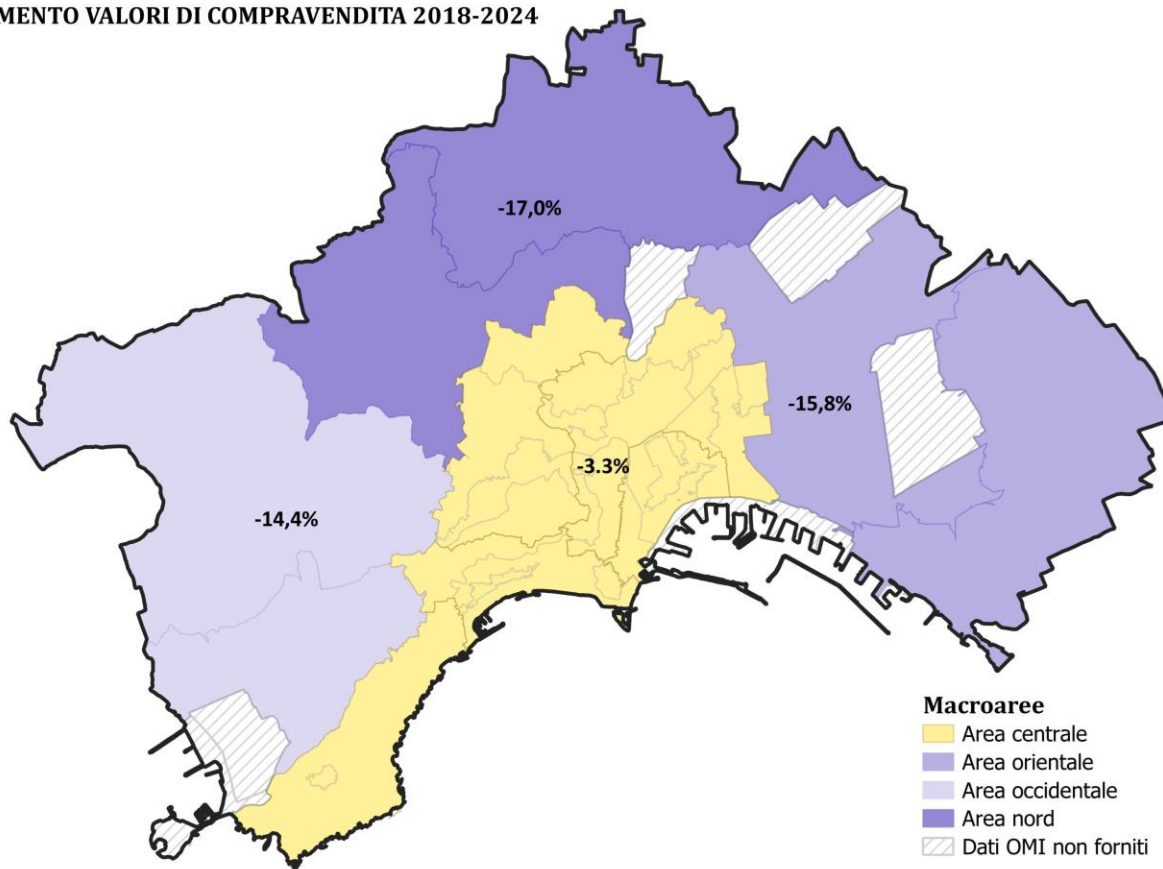 MENTO VALORI DI COMPRAVENDITA 2018-2024
-17,0%
-15,8%
-3.3%
-14,4%
Macroaree
Area centrale
Area orientale
Area occidentale
Area nord
Dati OMI non forniti